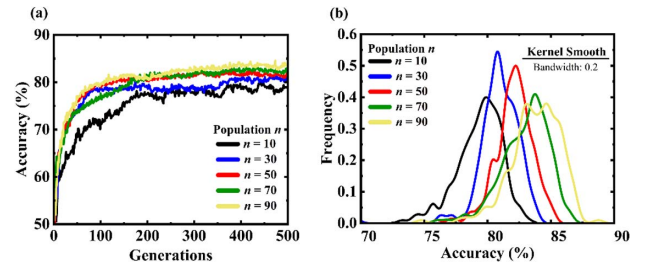 (a)
Accuracy (%)
90
80
70
60
50
Population n
n = 10
n = 30
n = 50
n = 70
n = 90
0 100 200 300 400 500
Generations
(b)
Frequency
0.6
0.5
0.4
0.3
0.2
0.1
0.0
Population n
n = 10
n = 30
n = 50
n = 70
n = 90
Kernel Smooth
Bandwidth: 0.2
70 75 80 85 90
Accuracy (%)